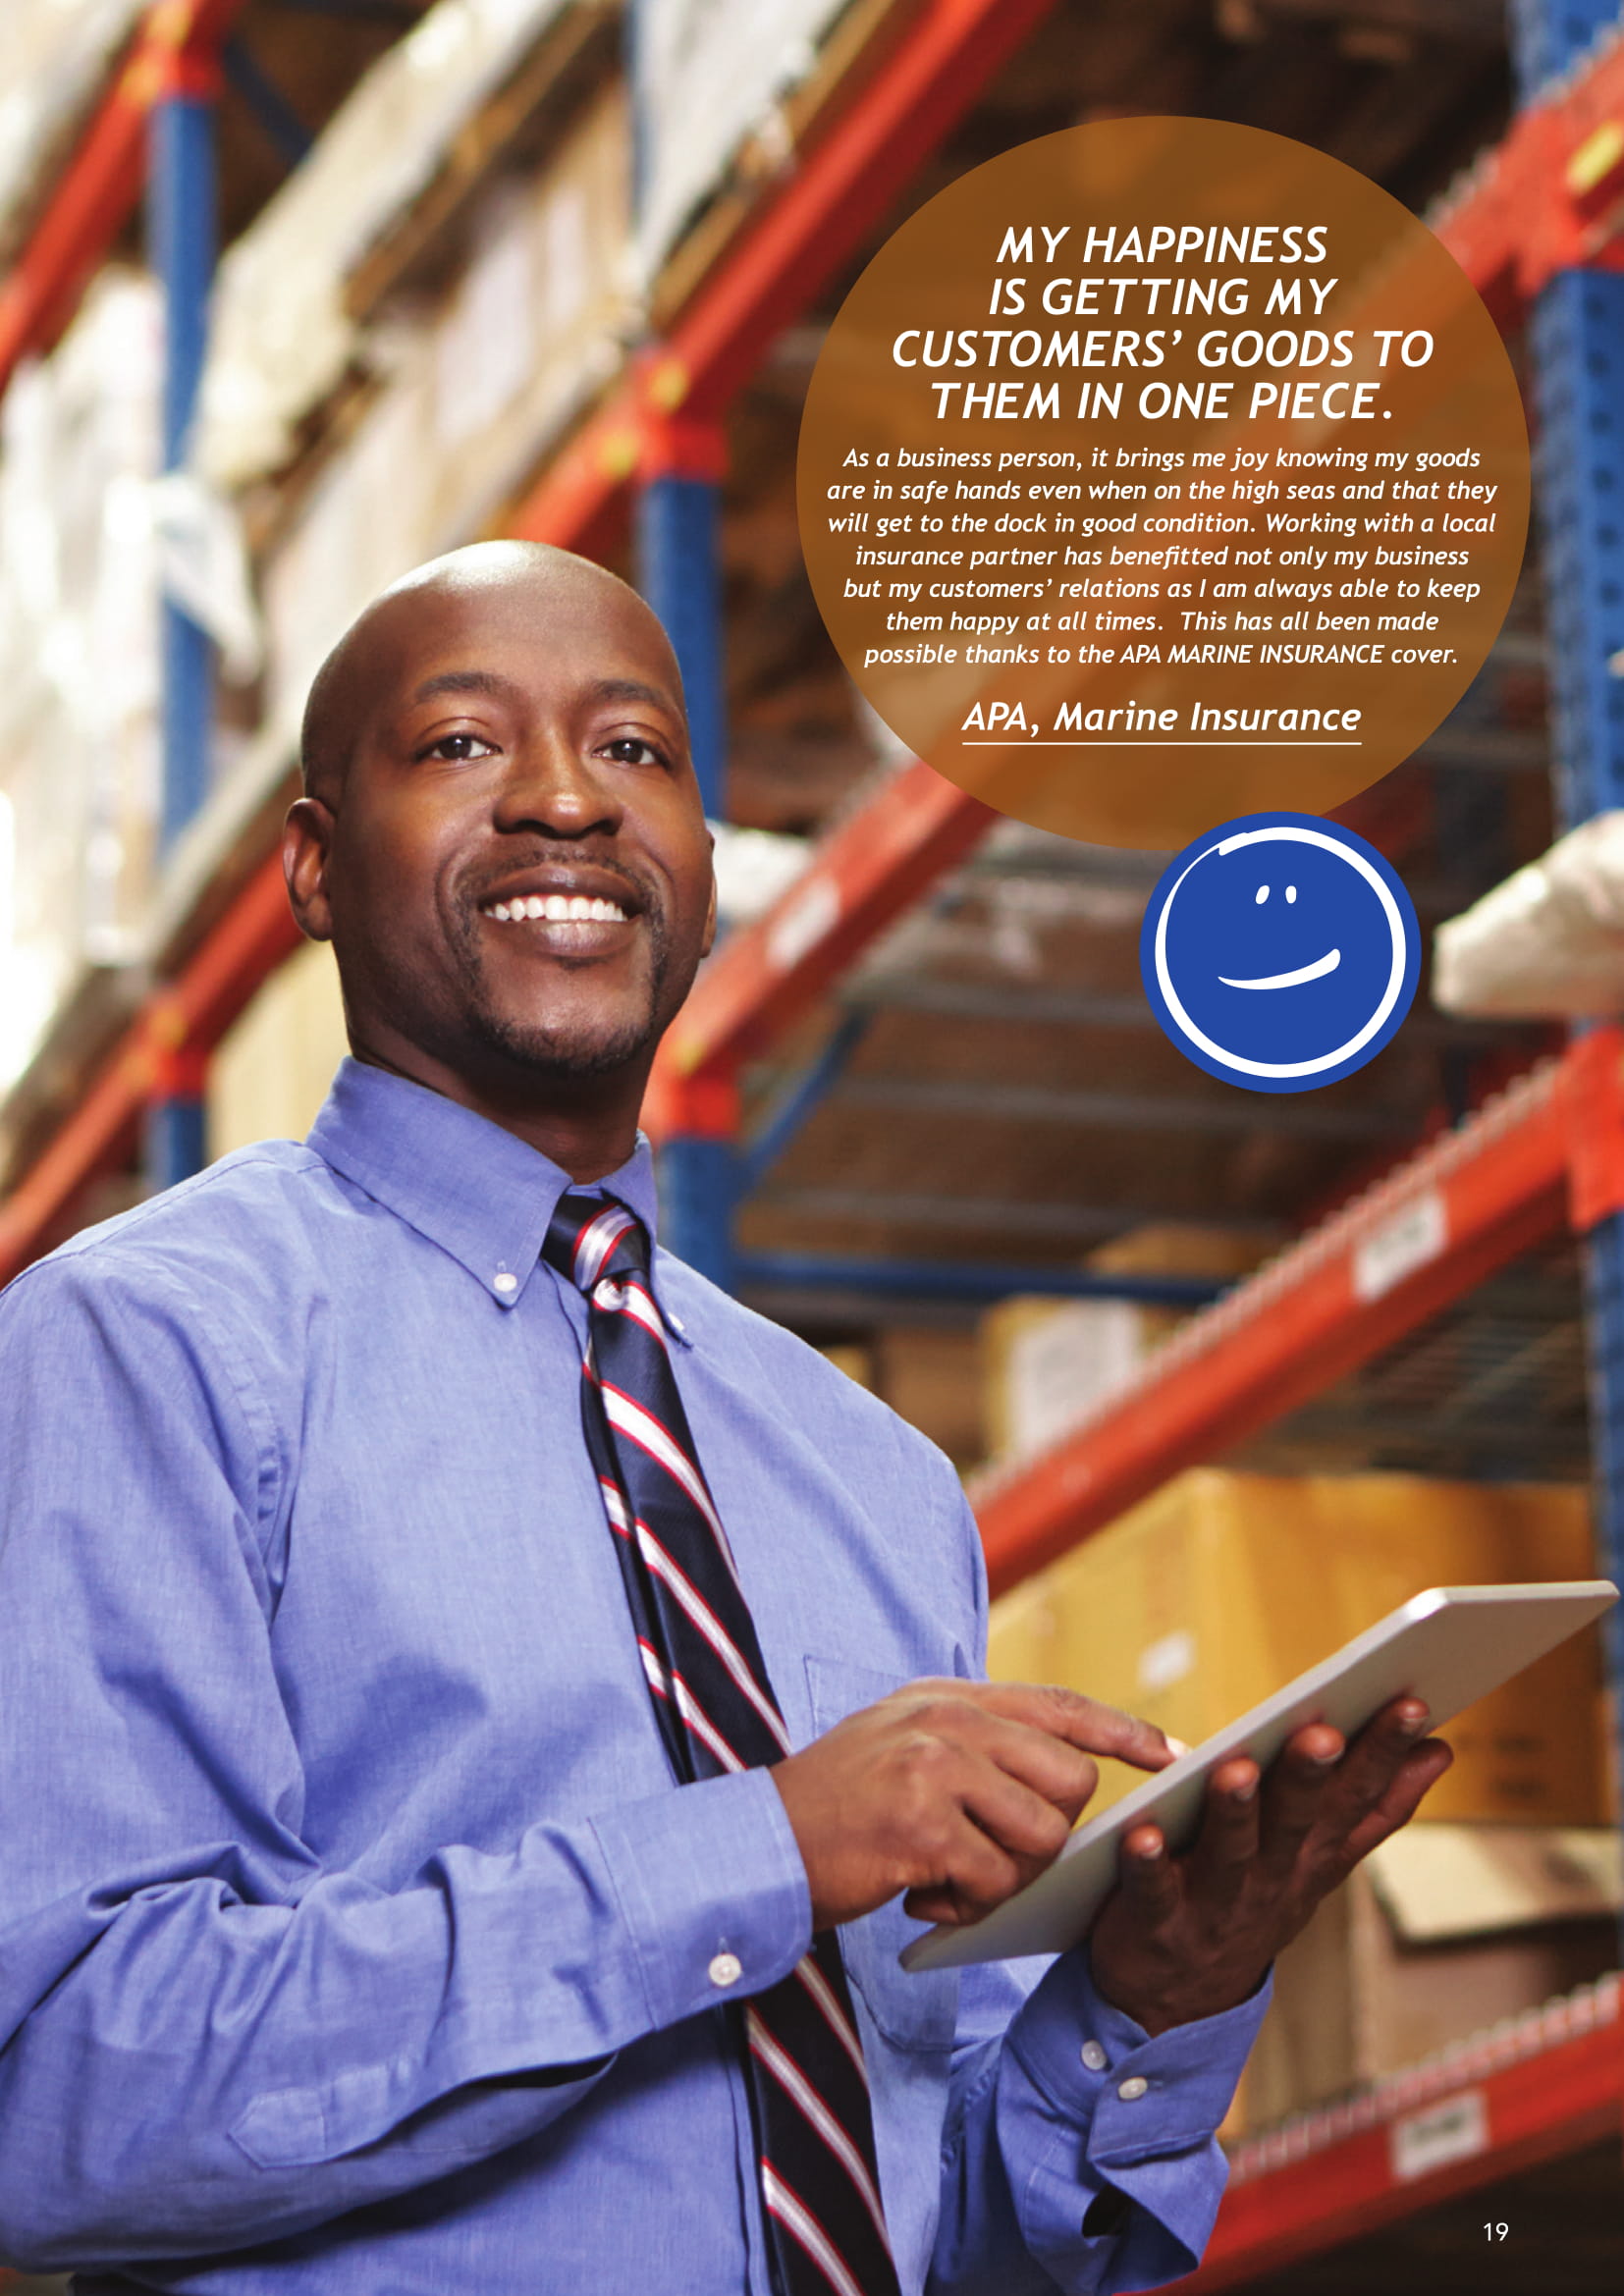 MY HAPPINESS
IS GETTING MY
CUSTOMERS’ GOODS TO
THEM IN ONE PIECE.
As a business person, it brings me joy knowing my goods
are in safe hands even when on the high seas and that they
will get to the dock in good condition. Working with a local
insurance partner has benefitted not only my business
but my customers’ relations as I am always able to keep
them happy at all times.  This has all been made
possible thanks to the APA MARINE INSURANCE cover.
APA, Marine Insurance
19